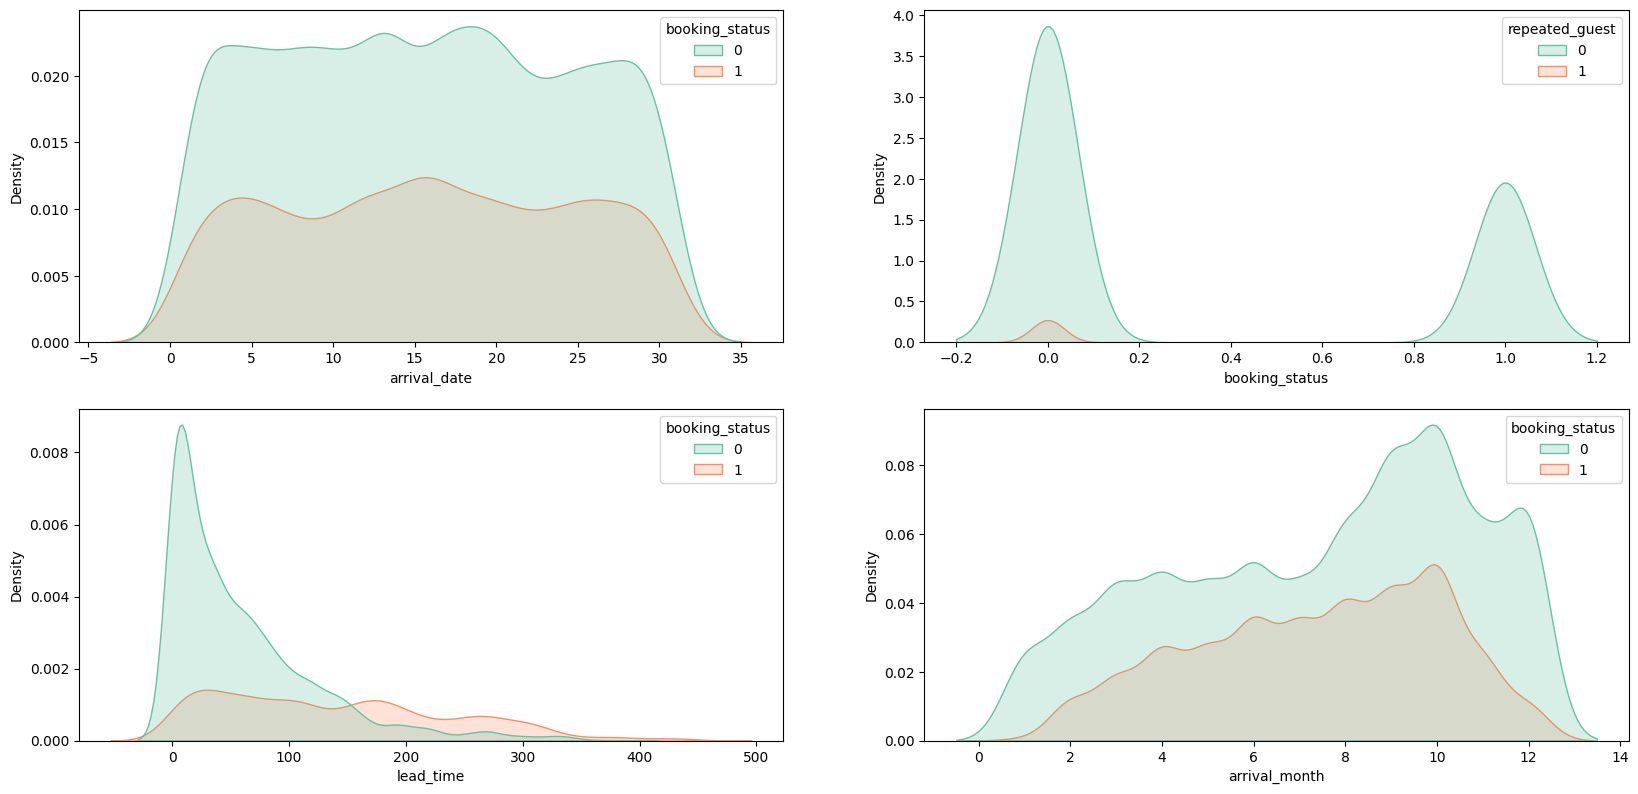 booking_status
0
1
0.020
0.015
0.010
0.005
0.000
Density
−5 0 5 10 15 20 25 30 35
arrival_date
repeated_guest
0
1
4.0
3.5
3.0
2.5
2.0
1.5
1.0
0.5
0.0
Density
−0.2 0.0 0.2 0.4 0.6 0.8 1.0 1.2
booking_status
booking_status
0
1
0.008
0.006
0.004
0.002
0.000
Density
0 100 200 300 400 500
lead_time
booking_status
0
1
0.08
0.06
0.04
0.02
0.00
Density
0 2 4 6 8 10 12 14
arrival_month